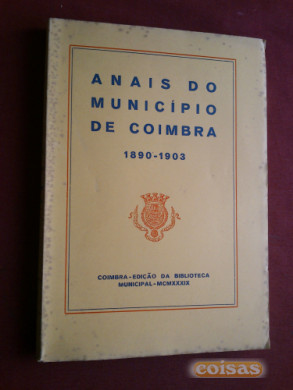 ANAIS DO
MUNICÍPIO
DE COIMBRA
1890-1903
COIMBRA-EDIÇÃO DA BIBLIOTECA
MUNICIPAL-MCMXXXIX
coisas